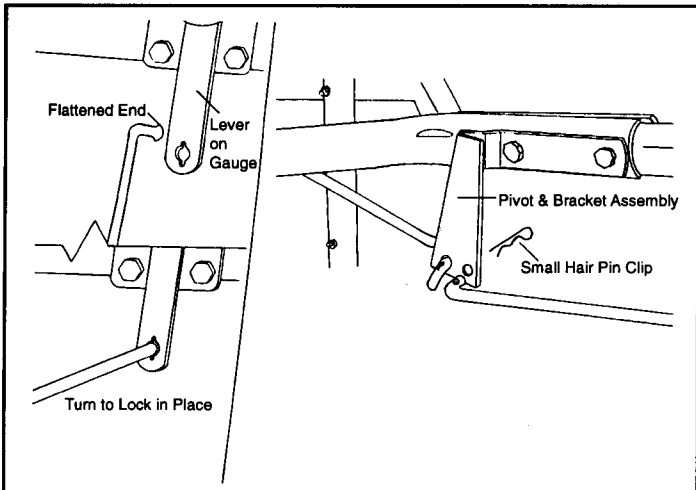 Flattened End
Lever
on
Gauge
Pivot & Bracket Assembly
Small Hair Pin Clip
Turn to Lock in Place